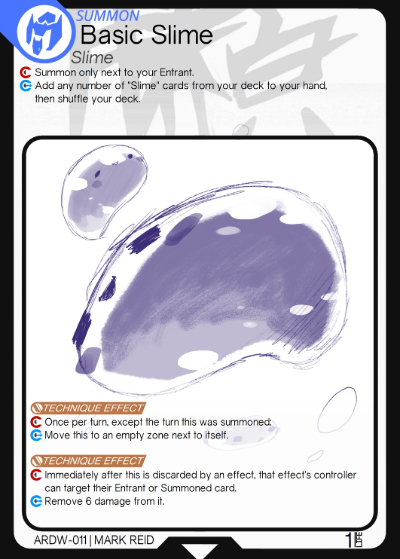 SUMMON
Basic Slime
Slime
C Summon only next to your Entrant.
C Add any number of "Slime" cards from your deck to your hand,
then shuffle your deck.
TECHNIQUE EFFECT
C Once per turn, except the turn this was summoned:
C Move this to an empty zone next to itself.
TECHNIQUE EFFECT
C Immediately after this is discarded by an effect, that effect's controller
can target their Entrant or Summoned card.
C Remove 6 damage from it.
ARDW-011 | MARK REID
1 LIFE